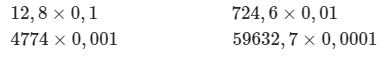 12,8 × 0,1 724,6 × 0,01
4774 × 0,001 59632,7 × 0,0001